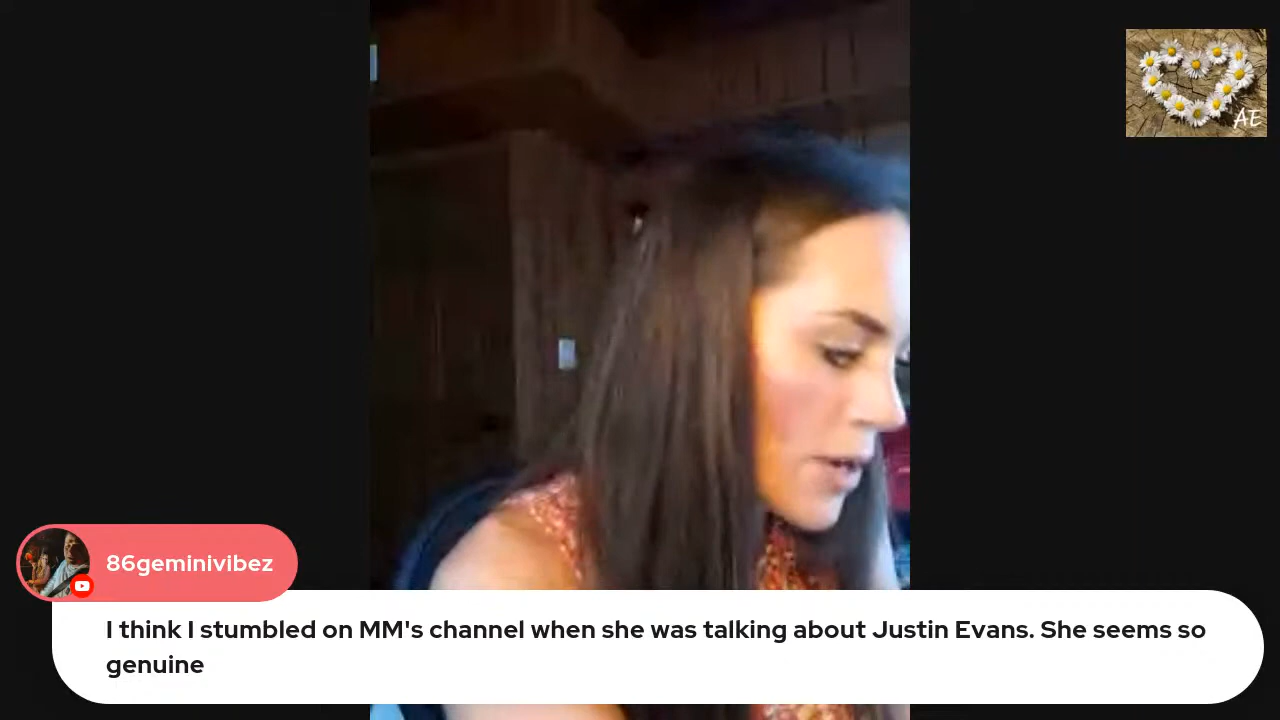 AE
86geminivibez
I think I stumbled on MM's channel when she was talking about Justin Evans. She seems so
genuine